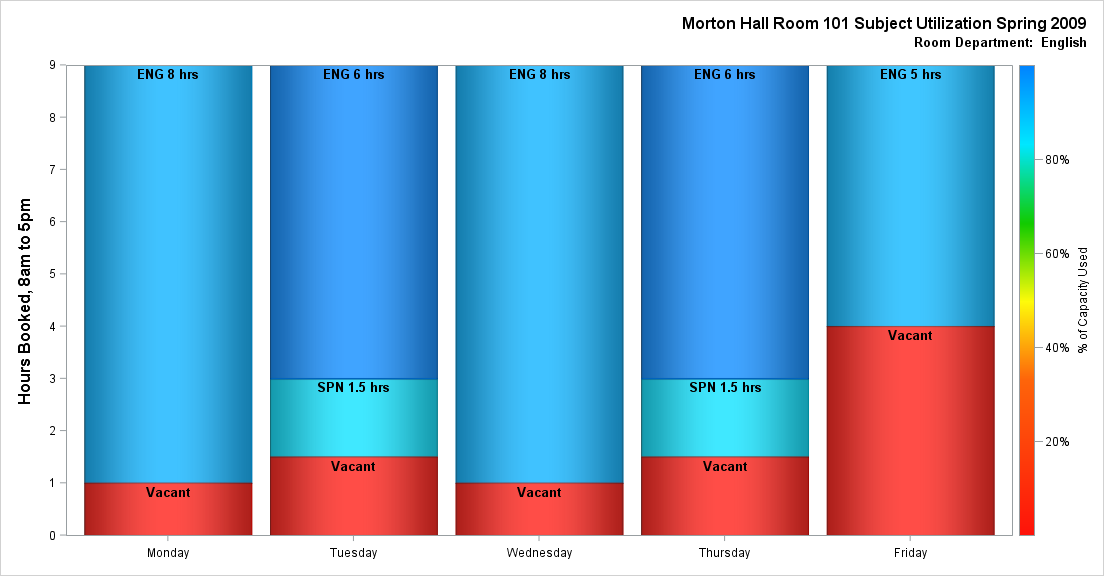 Morton Hall Room 101 Subject Utilization Spring 2009
Room Department:  English
Hours Booked, 8am to 5pm
9
8
7
6
5
4
3
2
1
0
ENG 8 hrs
Vacant
ENG 6 hrs
SPN 1.5 hrs
Vacant
ENG 8 hrs
Vacant
ENG 6 hrs
SPN 1.5 hrs
Vacant
ENG 5 hrs
Vacant
Monday
Tuesday
Wednesday
Thursday
Friday
80%
60%
40%
20%
% of Capacity Used